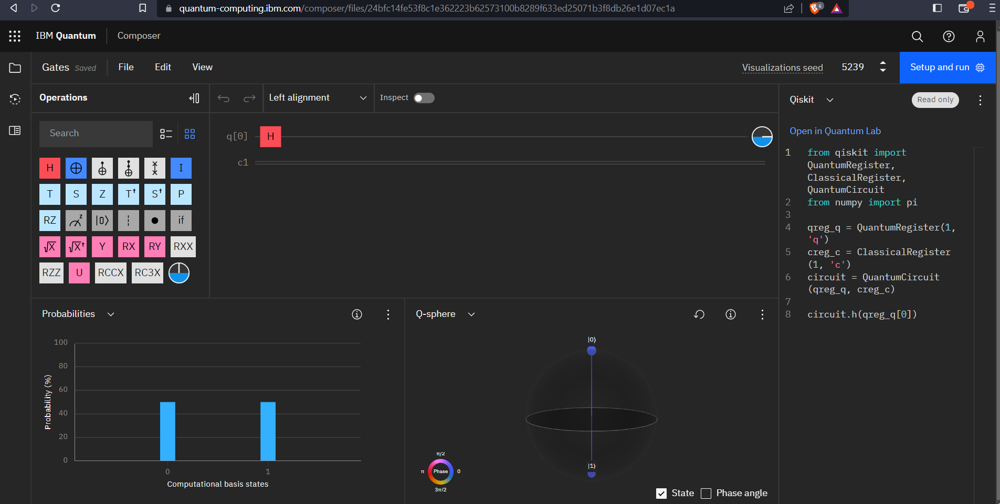 quantum-computing.ibm.com/composer/files/24bfc14fe53f8c1e362223b62573100b8289f633ed25071b3f8db26e1d07ec1a
6
IBM Quantum
Composer
Gates Saved
File
Edit
View
Visualizations seed
5239
Setup and run
Operations
Left alignment
Inspect
Qiskit
Read only
Search
H
I
T
S
Z
T†
S†
P
RZ
z
|0⟩
if
√X
√X†
Y
RX
RY
RXX
RZZ
U
RCCX
RC3X
q[0]
H
c1
Open in Quantum Lab
1 from qiskit import
QuantumRegister,
ClassicalRegister,
QuantumCircuit
2 from numpy import pi
3
4 qreg_q = QuantumRegister(1,
'q')
5 creg_c = ClassicalRegister
(1, 'c')
6 circuit = QuantumCircuit
(qreg_q, creg_c)
7
8 circuit.h(qreg_q[0])
Probabilities
Probability (%)
100
80
60
40
20
0
0
1
Computational basis states
Q-sphere
|0⟩
|1⟩
π/2
π
Phase
0
3π/2
State
Phase angle